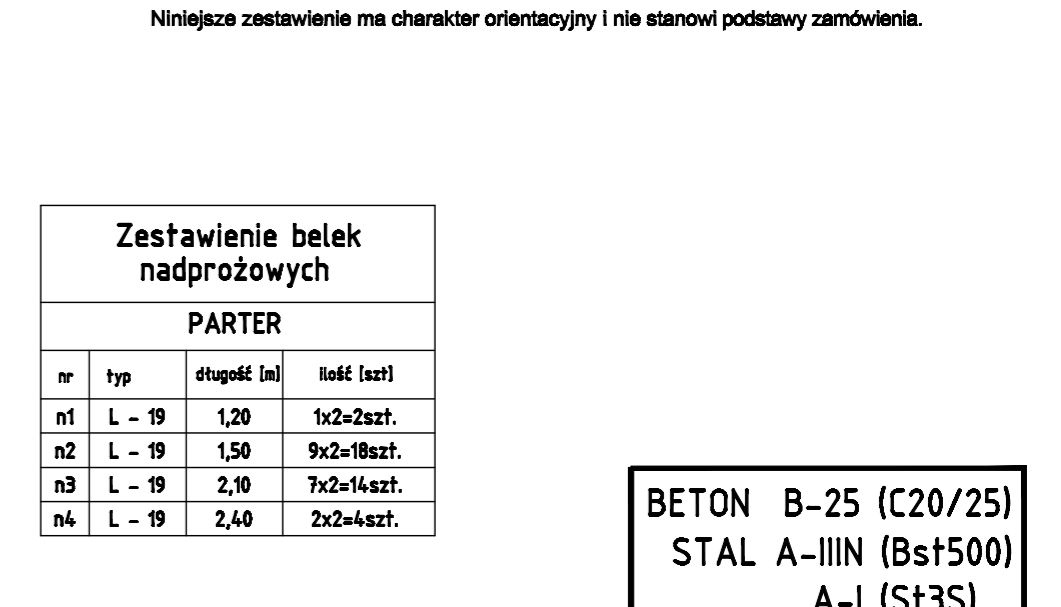 Niniejsze zestawienie ma charakter orientacyjny i nie stanowi podstawy zamówienia.
Zestawienie belek
nadprożowych
PARTER
nr typ długość [m] ilość [szt]
n1 L - 19 1,20 1x2=2szt.
n2 L - 19 1,50 9x2=18szt.
n3 L - 19 2,10 7x2=14szt.
n4 L - 19 2,40 2x2=4szt.
BETON B-25 (C20/25)
STAL A-IIIN (Bst500)
A-I (St3S)